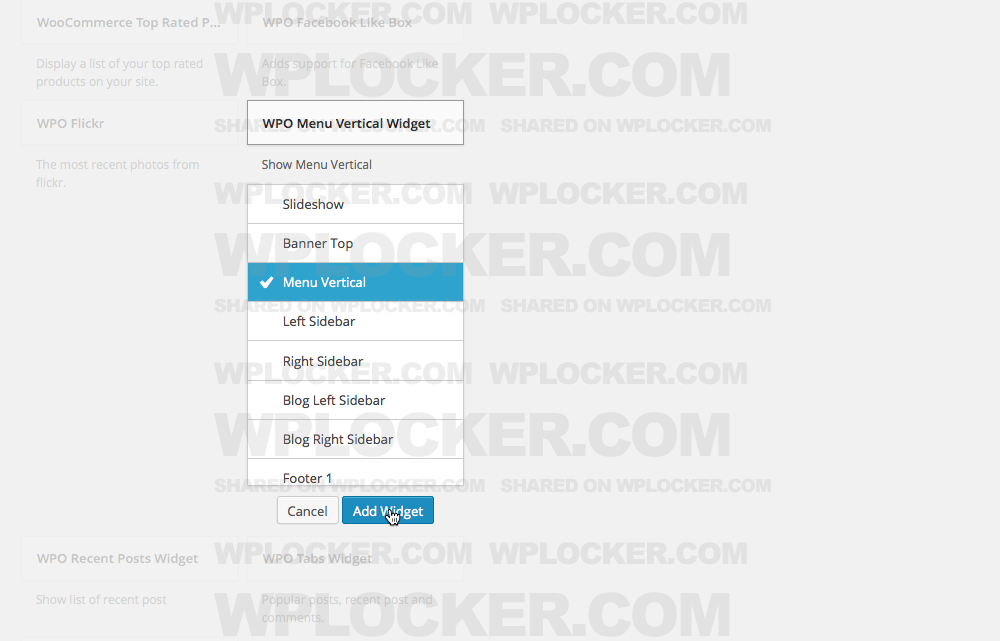 WPLOCKER.COM WPLOCKER.COM
WooCommerce Top Rated P...
WPO Facebook Like Box
Display a list of your top rated
products on your site.
Adds support for Facebook Like
Box.
WPLOCKER.COM
WPO Flickr
WPO Menu Vertical Widget
SHARED ON WPLOCKER.COM SHARED ON WPLOCKER.COM
The most recent photos from
flickr.
Show Menu Vertical
WPLOCKER.COM WPLOCKER.COM
Slideshow
Banner Top
WPLOCKER.COM
Menu Vertical
SHARED ON WPLOCKER.COM SHARED ON WPLOCKER.COM
Left Sidebar
Right Sidebar
WPLOCKER.COM WPLOCKER.COM
Blog Left Sidebar
WPLOCKER.COM
Blog Right Sidebar
Footer 1
SHARED ON WPLOCKER.COM SHARED ON WPLOCKER.COM
Cancel
Add Widget
WPLOCKER.COM WPLOCKER.COM
WPO Recent Posts Widget
WPO Tabs Widget
Show list of recent post
Popular posts, recent post and
comments.
WPLOCKER.COM